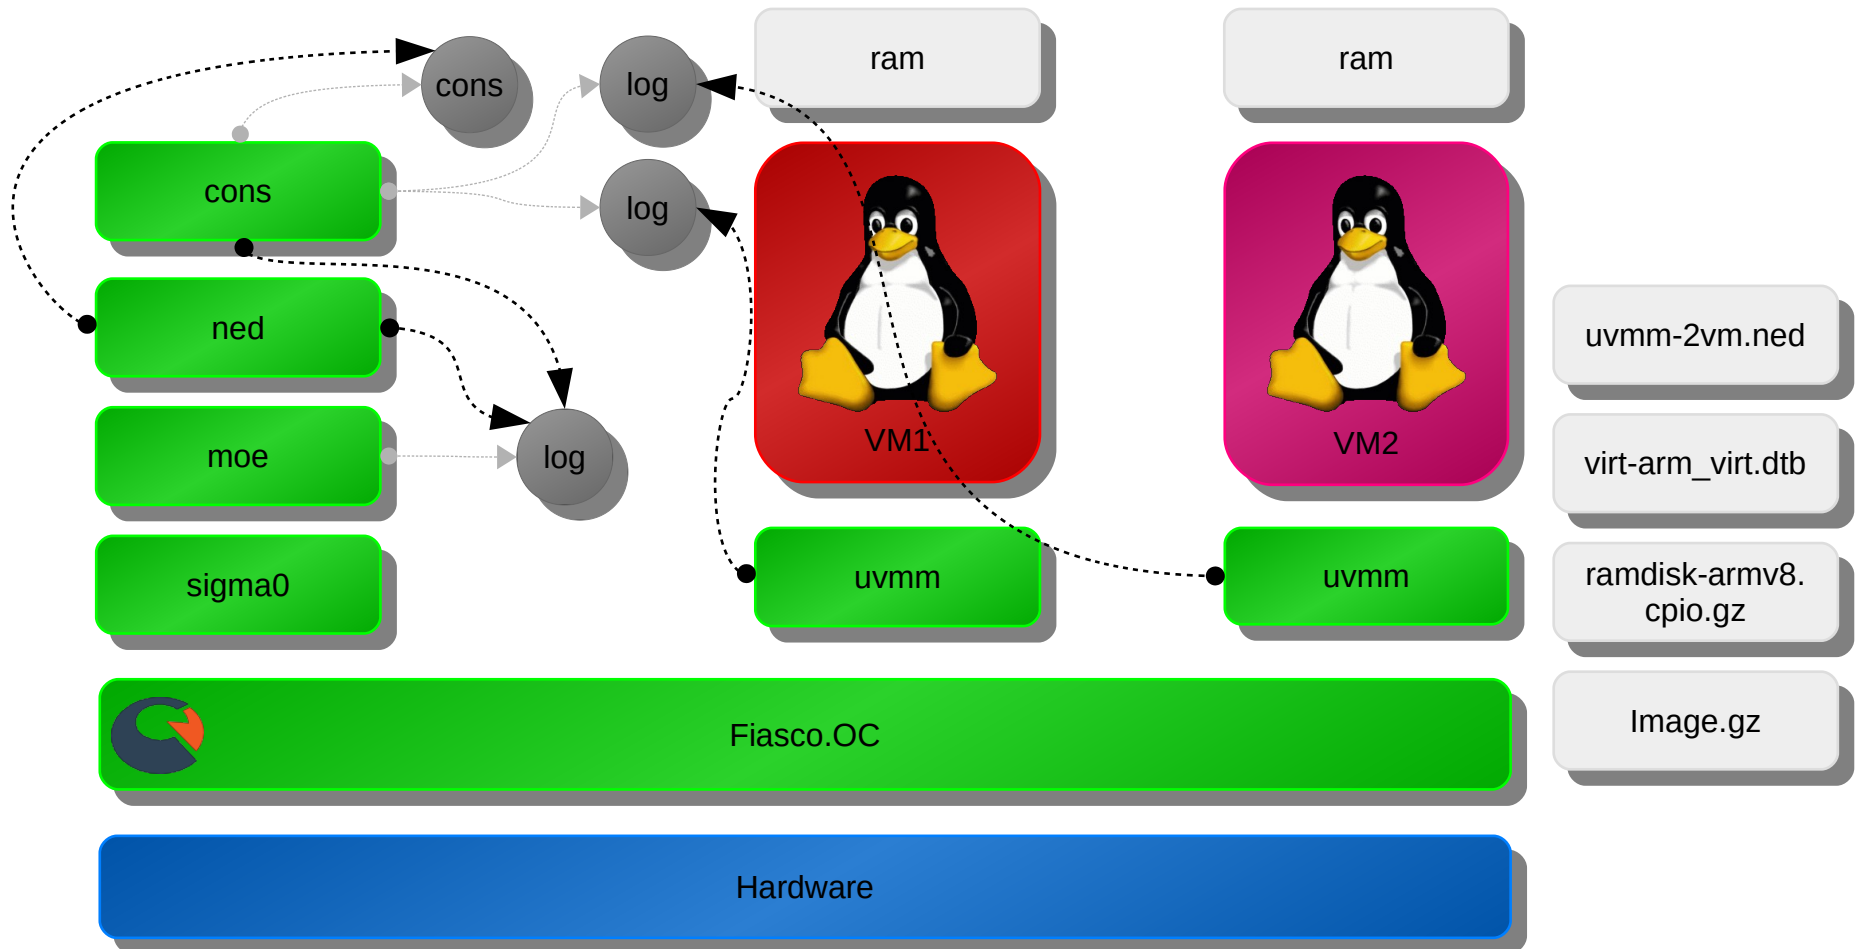 ram
ram
cons
log
cons
log
ned
uvmm-2vm.ned
VM1
VM2
moe
log
virt-arm_virt.dtb
sigma0
uvmm
uvmm
ramdisk-armv8.
cpio.gz
Fiasco.OC
Image.gz
Hardware